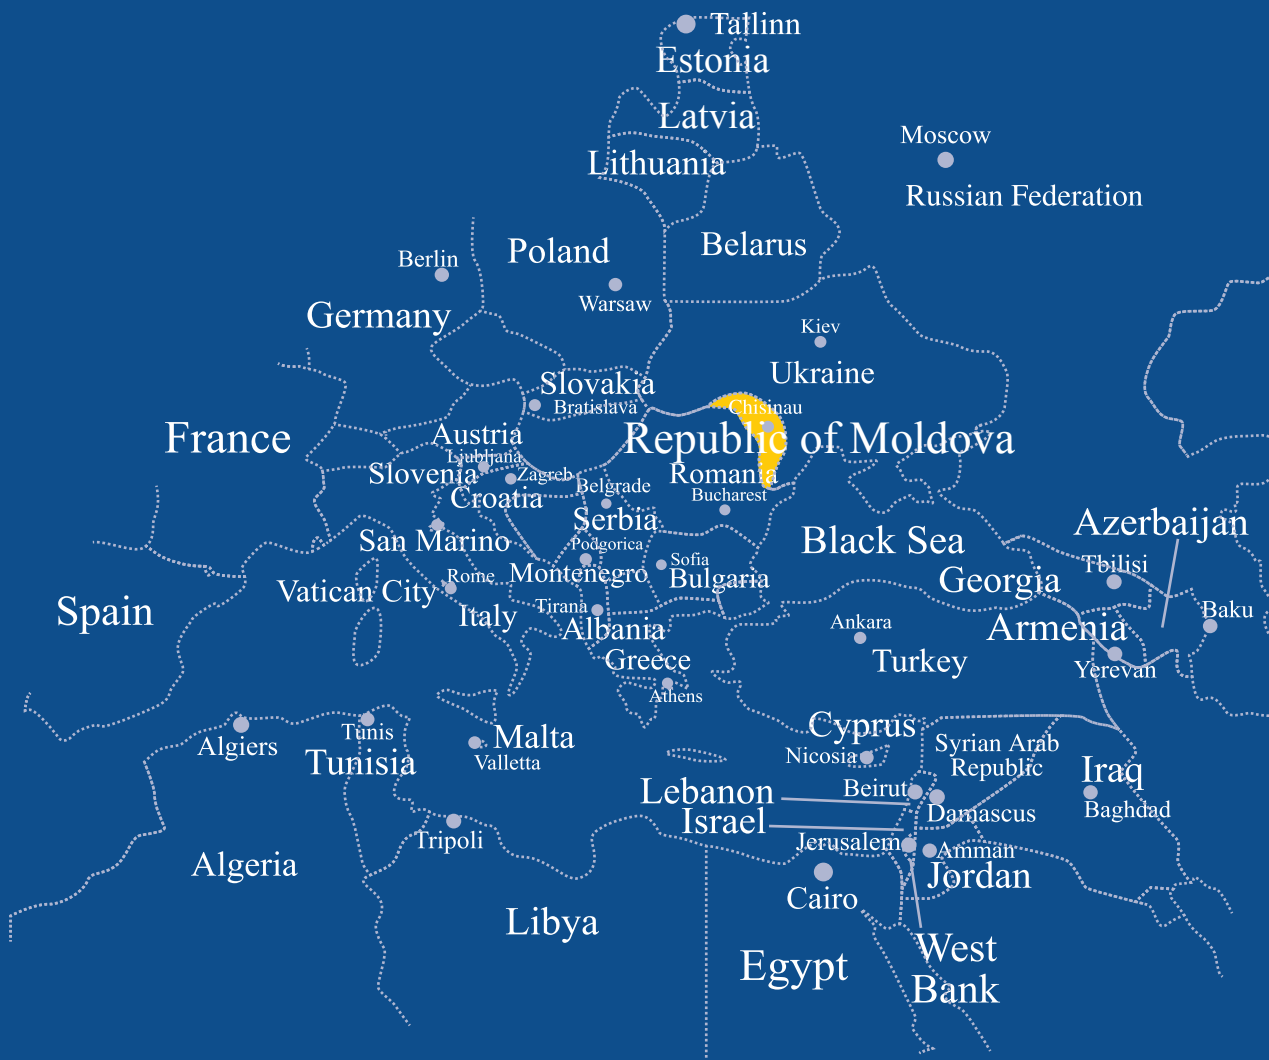 Tallinn
Estonia
Latvia
Moscow
Lithuania
Russian Federation
Belarus
Poland
Berlin
Warsaw
Germany
Kiev
Ukraine
Slovakia
Bratislava
Chisinau
France
Austria
Republic of Moldova
Ljubljana
Slovenia
Zagreb
Romania
Croatia
Belgrade
Bucharest
Serbia
Azerbaijan
San Marino
Podgorica
Black Sea
Sofia
Tbilisi
Montenegro
Bulgaria
Georgia
Rome
Vatican City
Tirana
Spain
Italy
Baku
Albania
Ankara
Armenia
Greece
Turkey
Yerevan
Athens
Cyprus
Tunis
Algiers
Malta
Syrian Arab
Republic
Nicosia
Tunisia
Valletta
Iraq
Lebanon
Beirut
Baghdad
Israel
Damascus
Tripoli
Jerusalem
Amman
Algeria
Jordan
Cairo
Libya
West
Bank
Egypt